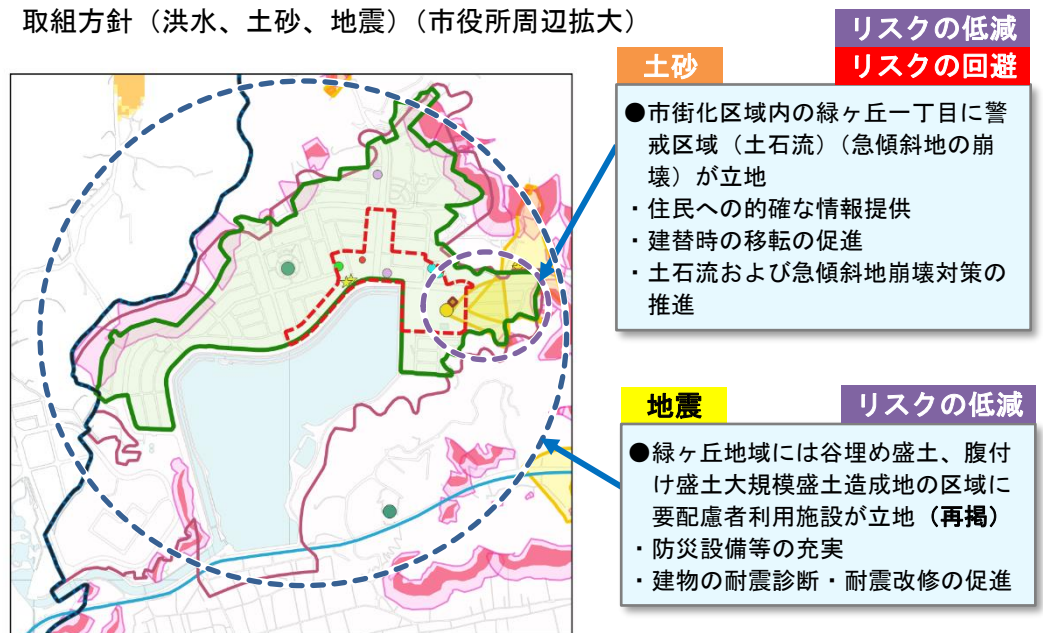 取組方針（洪水、土砂、地震）（市役所周辺拡大）
リスクの低減
土砂
リスクの回避
●市街化区域内の緑ヶ丘一丁目に警
戒区域（土石流）（急傾斜地の崩
壊）が立地
・住民への的確な情報提供
・建替時の移転の促進
・土石流および急傾斜地崩壊対策の
推進
地震
リスクの低減
●緑ヶ丘地域には谷埋め盛土、腹付
け盛土大規模盛土造成地の区域に
要配慮者利用施設が立地（再掲）
・防災設備等の充実
・建物の耐震診断・耐震改修の促進